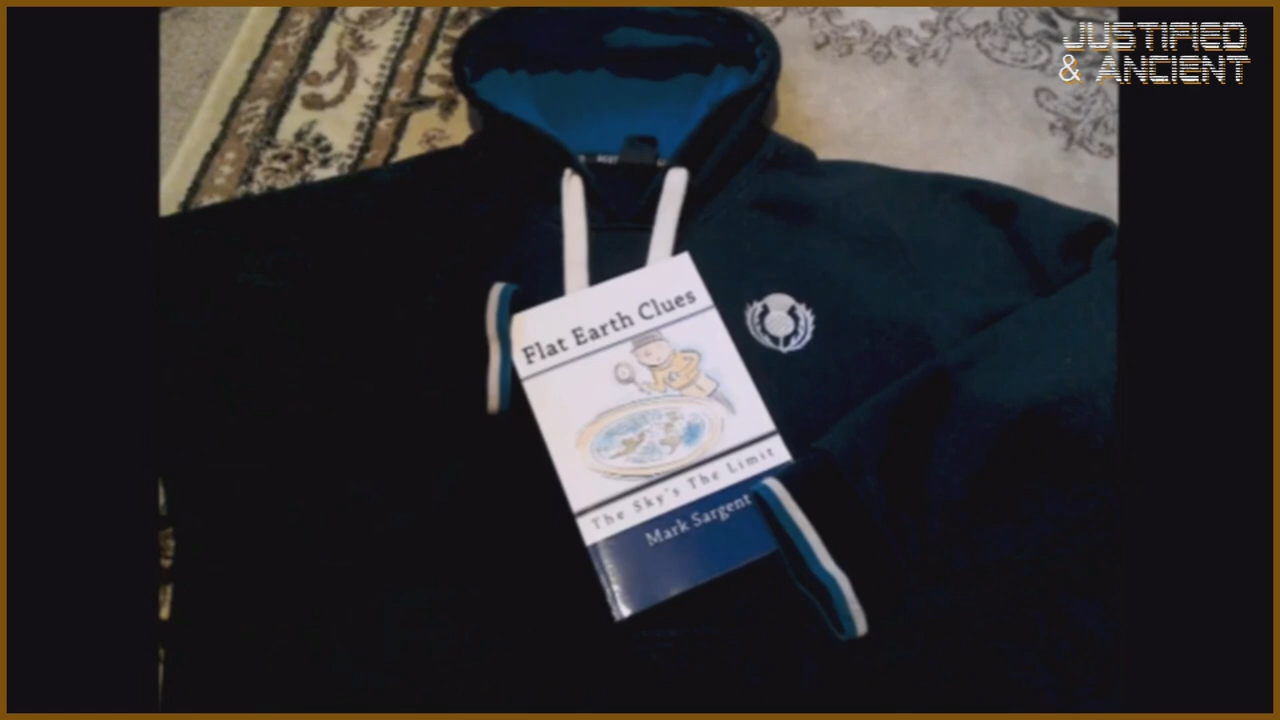 JUSTIFIED
& ANCIENT
Flat Earth Clues
The Sky's The Limit
Mark Sargent